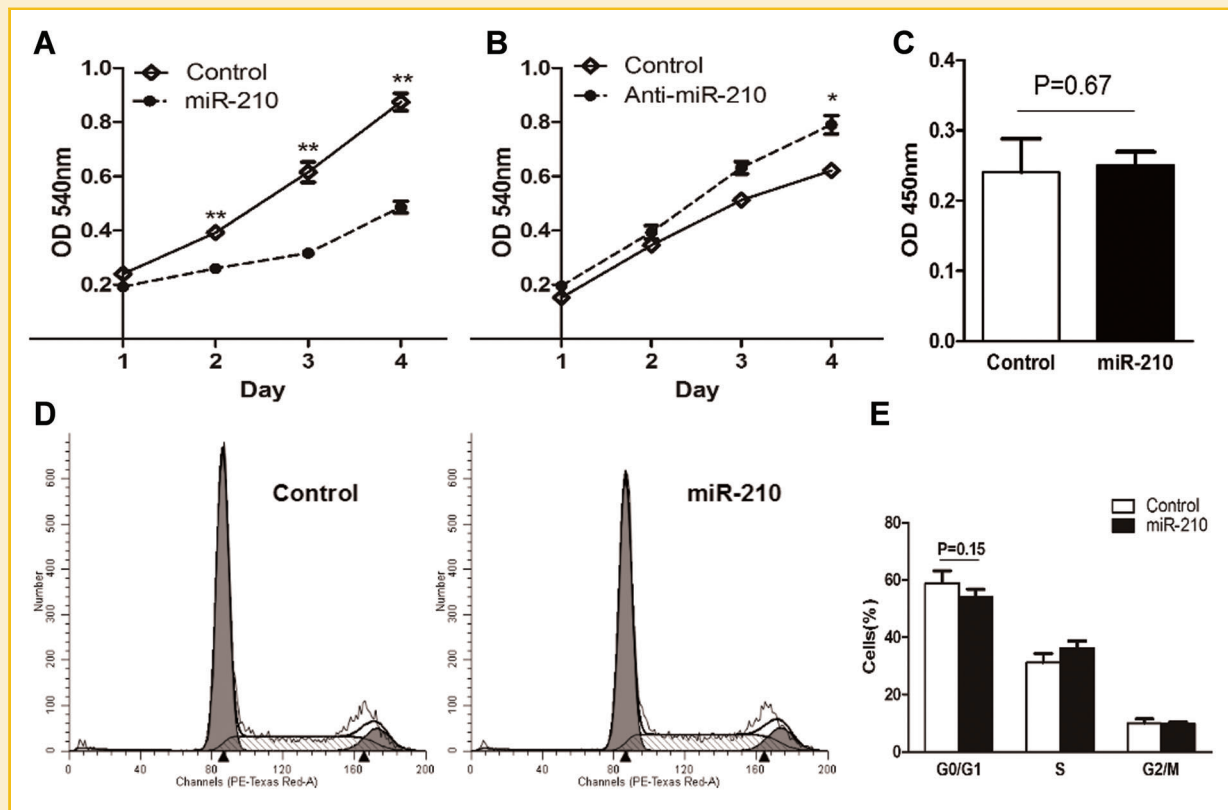 A
Control
miR-210
**
**
**
OD 540nm
1.0
0.8
0.6
0.4
0.2
1 2 3 4
Day
B
Control
Anti-miR-210
*
OD 540nm
1.0
0.8
0.6
0.4
0.2
1 2 3 4
Day
C
P=0.67
OD 450nm
0.4
0.3
0.2
0.1
0.0
Control miR-210
D
Control
Number
600
500
400
300
200
100
0
0 40 80 120 160 200
Channels (PE-Texas Red-A)
miR-210
Number
600
500
400
300
200
100
0
0 40 80 120 160 200
Channels (PE-Texas Red-A)
E
Control
miR-210
P=0.15
Cells(%)
80
60
40
20
0
G0/G1 S G2/M